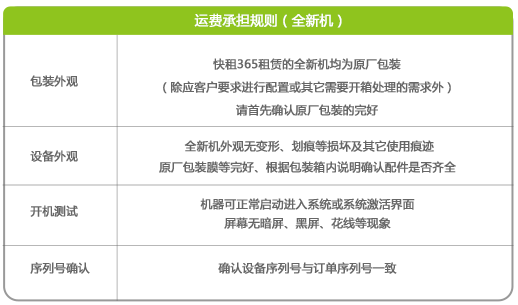 运费承担规则（全新机）
包装外观
快租365租赁的全新机均为原厂包装
（除应客户要求进行配置或其它需要开箱处理的需求外）
请首先确认原厂包装的完好
设备外观
全新机外观无变形、划痕等损坏及其它使用痕迹
原厂包装膜等完好、根据包装箱内说明确认配件是否齐全
开机测试
机器可正常启动进入系统或系统激活界面
屏幕无暗屏、黑屏、花线等现象
序列号确认
确认设备序列号与订单序列号一致